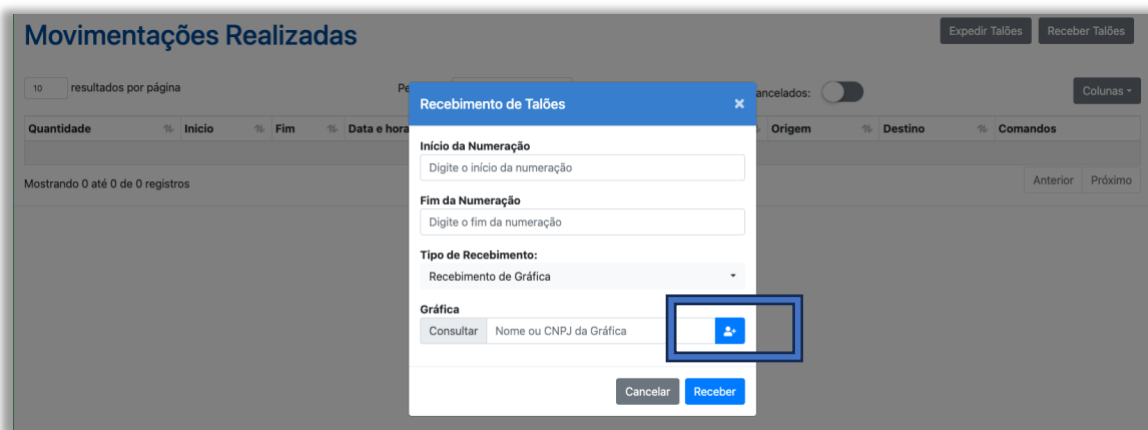 Movimentações Realizadas
Expedir Talões Receber Talões
10 resultados por página
ancelados:
Colunas
Quantidade Inicio Fim Data e hora Origem Destino Comandos
Mostrando 0 até 0 de 0 registros
Anterior Próximo
Recebimento de Talões ×
Início da Numeração
Digite o início da numeração
Fim da Numeração
Digite o fim da numeração
Tipo de Recebimento:
Recebimento de Gráfica
Gráfica
Consultar Nome ou CNPJ da Gráfica
Cancelar Receber